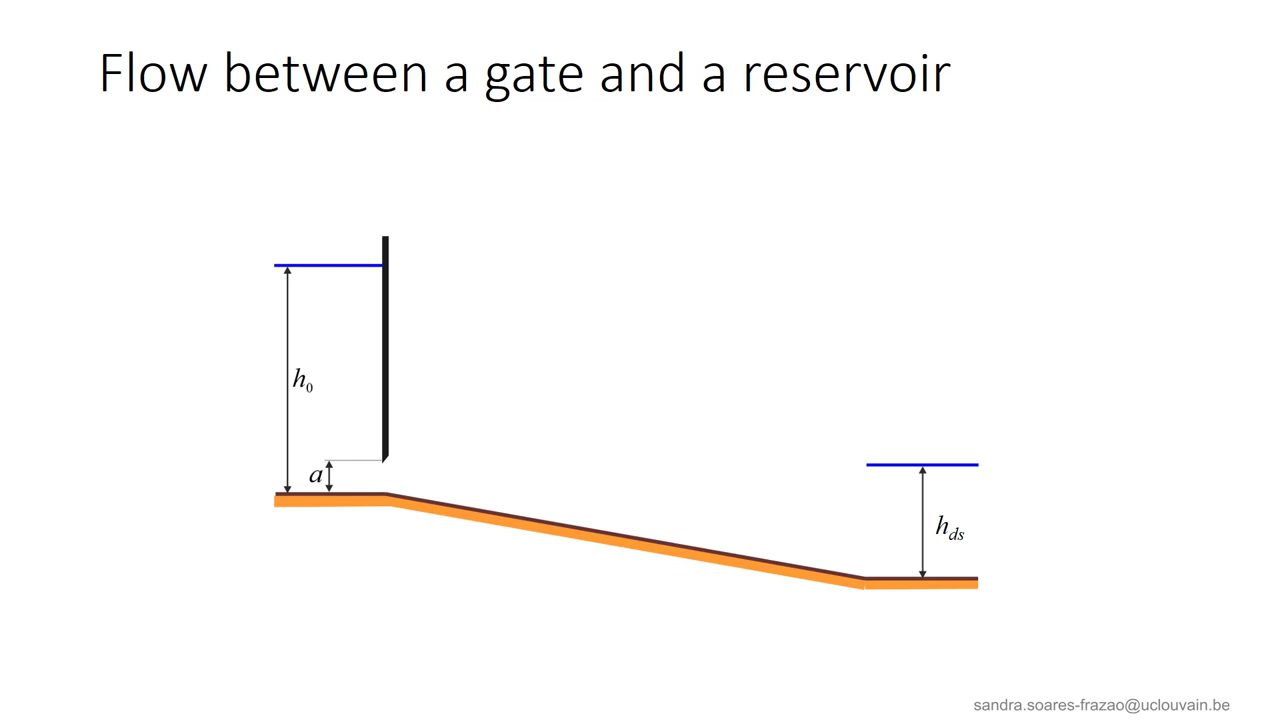 Flow between a gate and a reservoir
h0
a
hds
sandra.soares-frazao@uclouvain.be